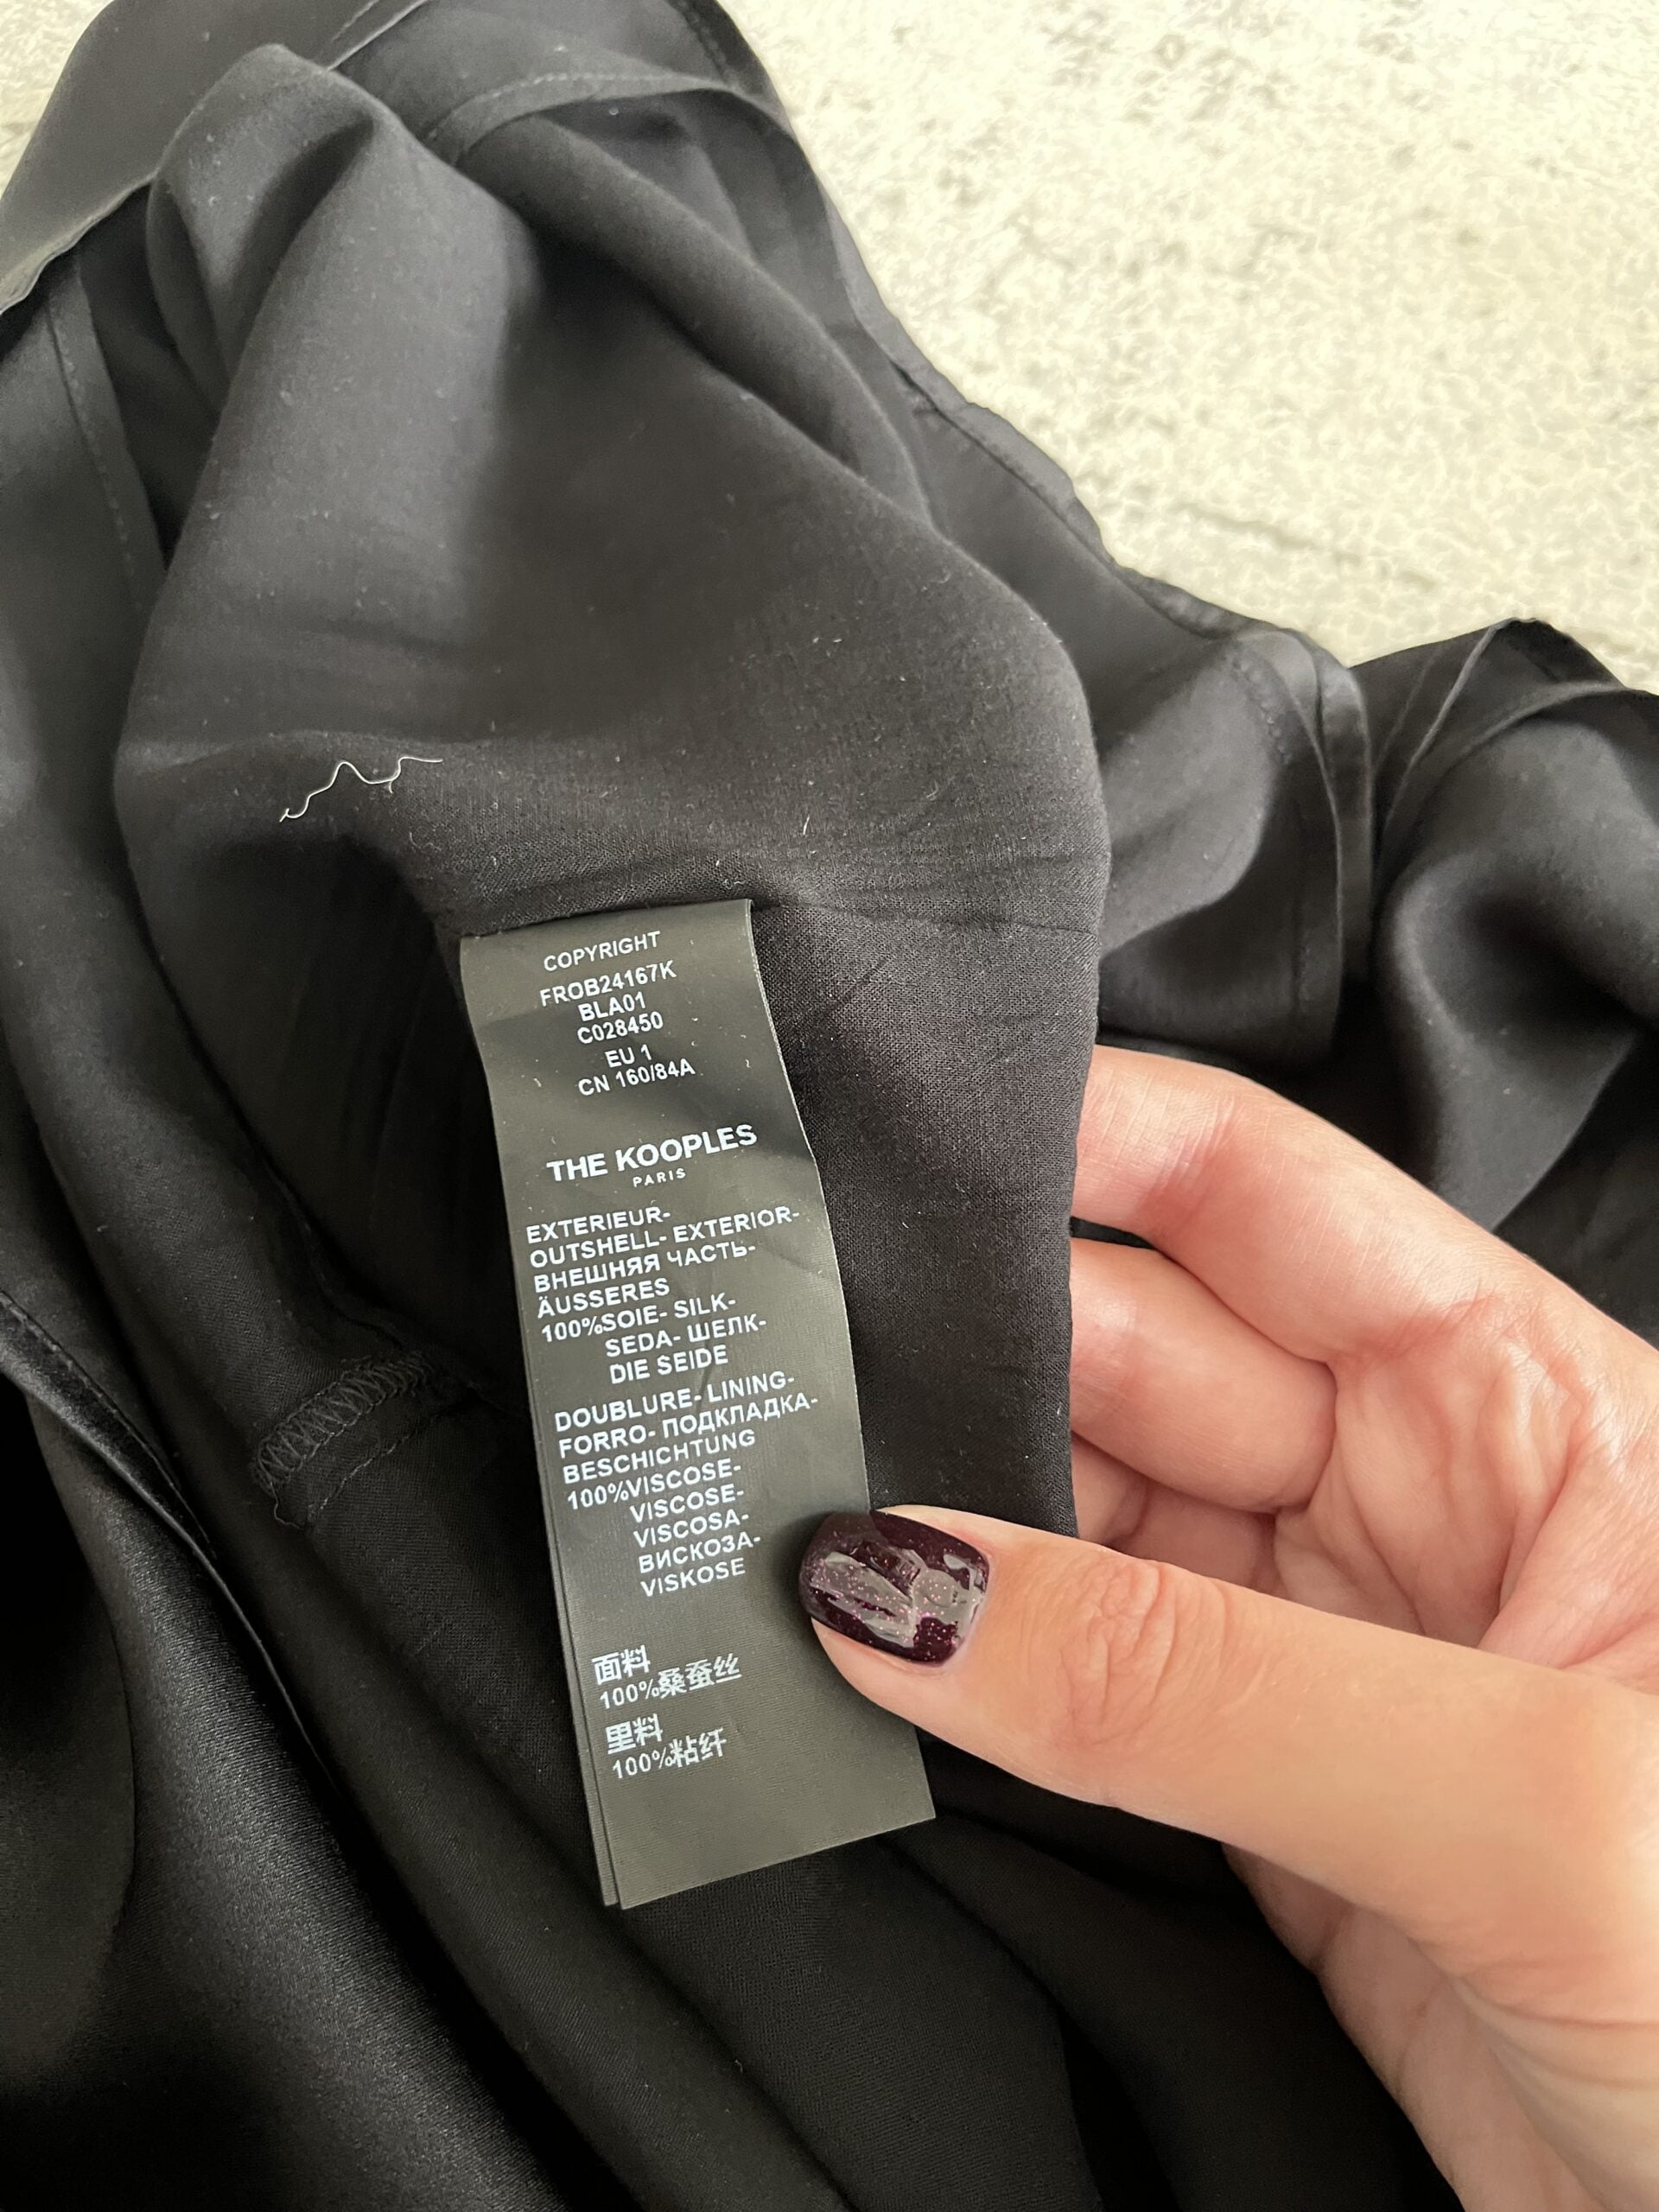 COPYRIGHT
FROB24167K
BLA01
C028450
EU 1
CN 160/84A
THE KOOPLES
PARIS
EXTERIEUR-
OUTSHELL- EXTERIOR-
ВНЕШНЯЯ ЧАСТЬ-
ÄUSSERES
100%SOIE- SILK-
SEDA- ШЕЛК-
DIE SEIDE
DOUBLURE- LINING-
FORRO- ПОДКЛАДКА-
BESCHICHTUNG
100%VISCOSE-
VISCOSE-
VISCOSA-
ВИСКОЗА-
VISKOSE
面料
100%桑蚕丝
里料
100%粘纤